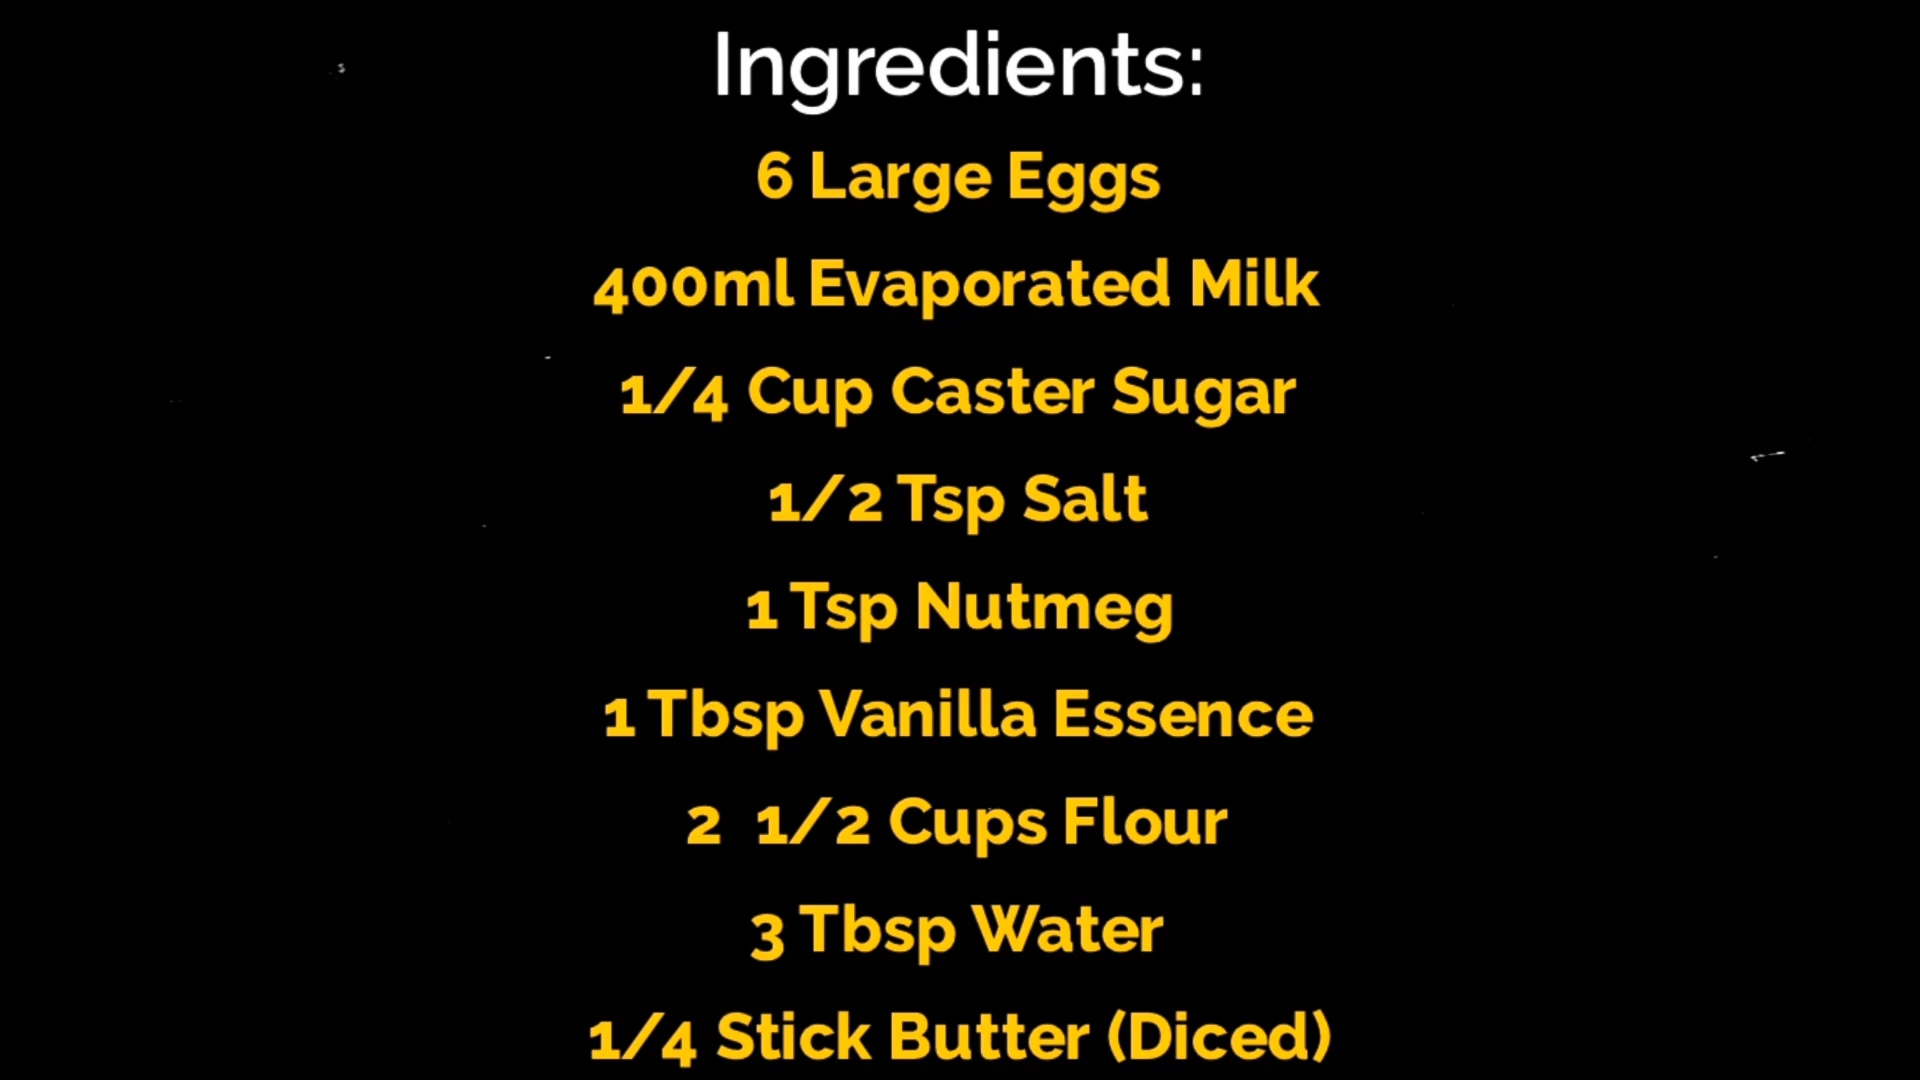 Ingredients:
6 Large Eggs
400ml Evaporated Milk
1/4 Cup Caster Sugar
1/2 Tsp Salt
1 Tsp Nutmeg
1 Tbsp Vanilla Essence
2  1/2 Cups Flour
3 Tbsp Water
1/4 Stick Butter (Diced)